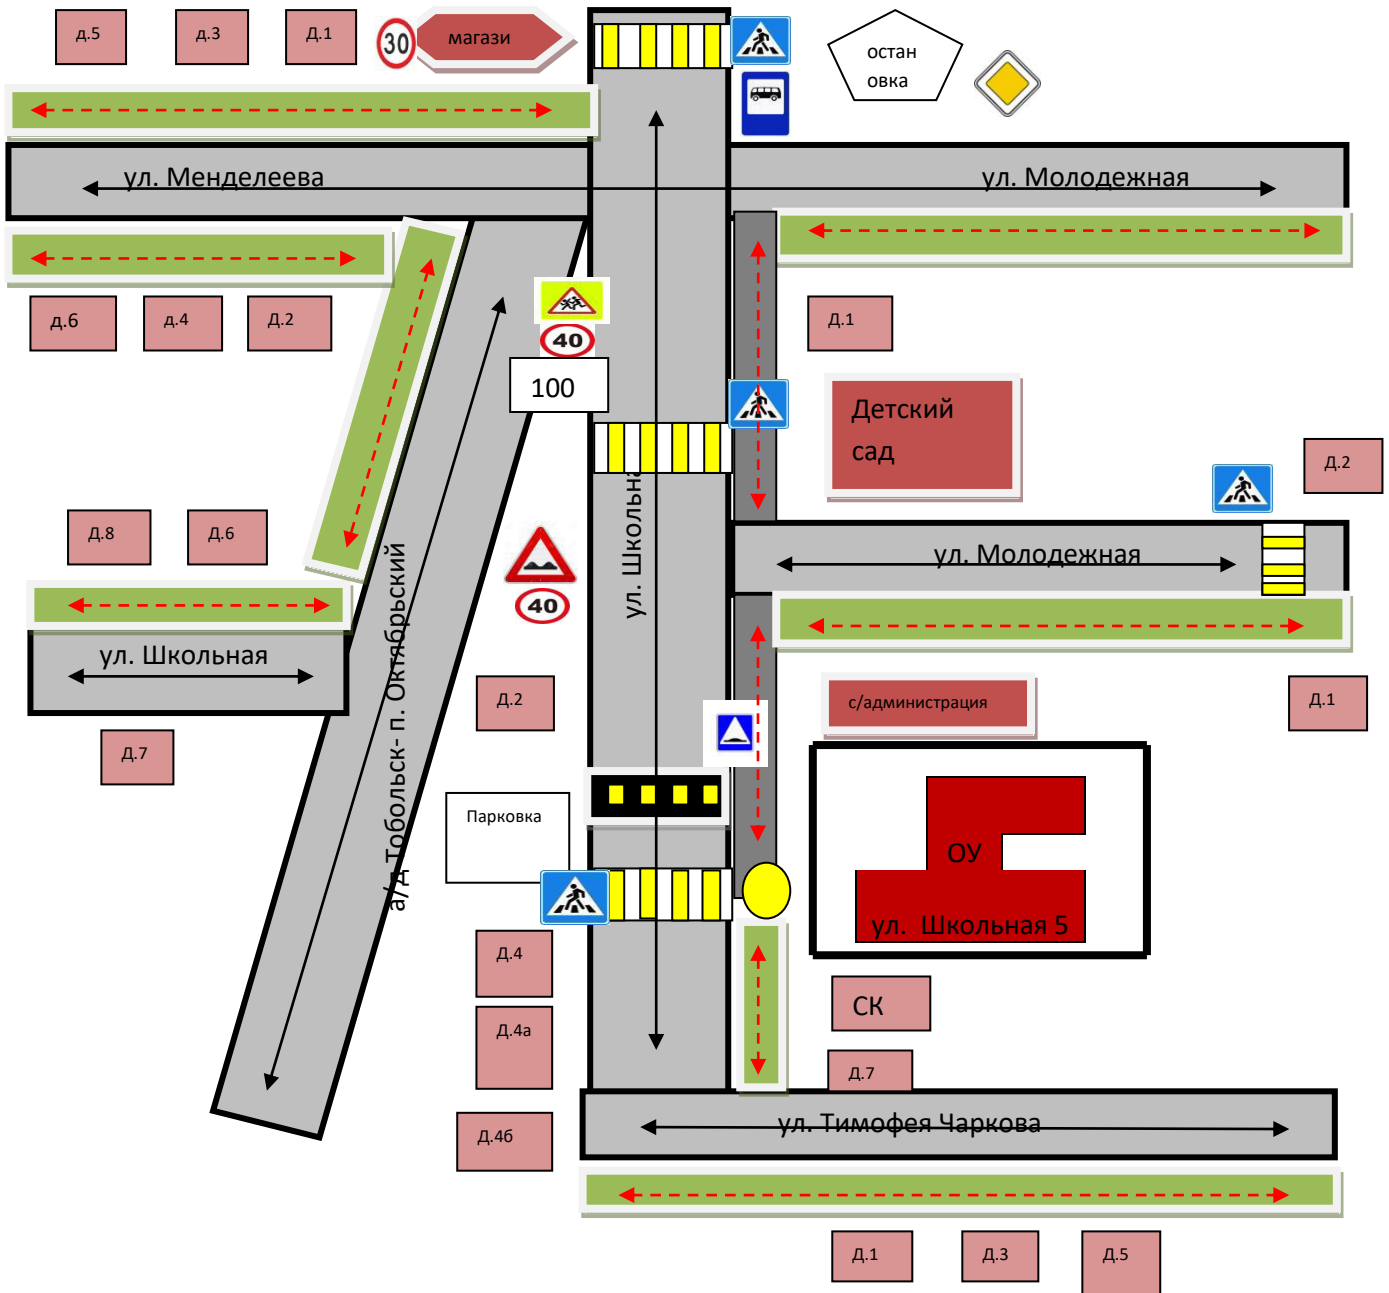 д.5
д.3
Д.1
30
магази
остан
овка
ул. Менделеева
ул. Молодежная
д.6
д.4
Д.2
40
100
Д.1
Детский
сад
Д.2
Д.8
Д.6
ул. Школьна
ул. Молодежная
40
ул. Школьная
а/д Тобольск- п. Октябрьский
Д.2
с/администрация
Д.1
Д.7
Парковка
ОУ
ул. Школьная 5
Д.4
СК
Д.4а
Д.7
Д.4б
ул. Тимофея Чаркова
Д.1
Д.3
Д.5